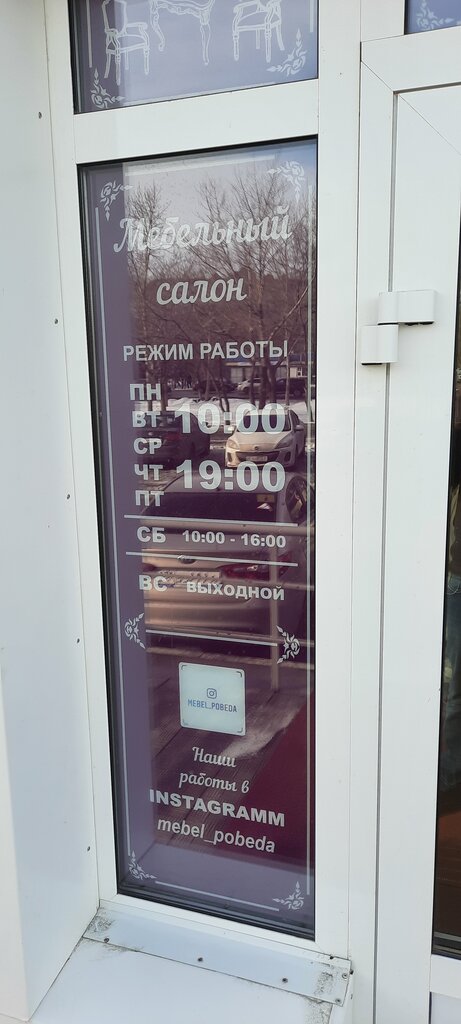 Мебельный
салон
РЕЖИМ РАБОТЫ
ПН
ВТ 10:00
СР
ЧТ 19:00
ПТ
СБ 10:00 - 16:00
ВС ВЫХОДНОЙ
MEBEL_POBEDA
Наши
работы в
INSTAGRAMM
mebel_pobeda